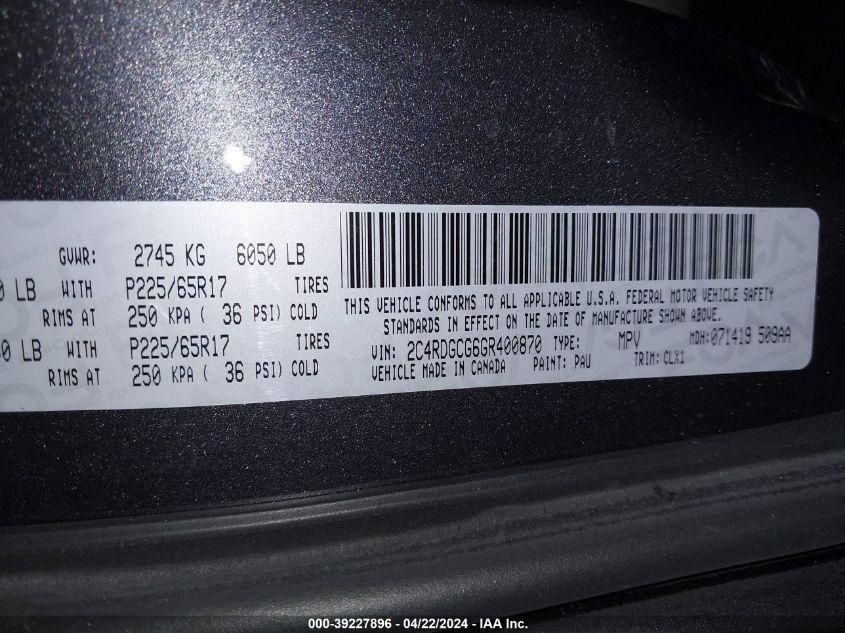 GVWR: 2745 KG 6050 LB
LB WITH P225/65R17 TIRES
RIMS AT 250 KPA ( 36 PSI) COLD
LB WITH P225/65R17 TIRES
RIMS AT 250 KPA ( 36 PSI) COLD
THIS VEHICLE CONFORMS TO ALL APPLICABLE U.S.A. FEDERAL MOTOR VEHICLE SAFETY
STANDARDS IN EFFECT ON THE DATE OF MANUFACTURE SHOWN ABOVE.
VIN: 2C4RDGCG6GR400870 TYPE: MPV MDH: 071419 509AA
VEHICLE MADE IN CANADA PAINT: PAU TRIM: CLX1
000-39227896 - 04/22/2024 - IAA Inc.